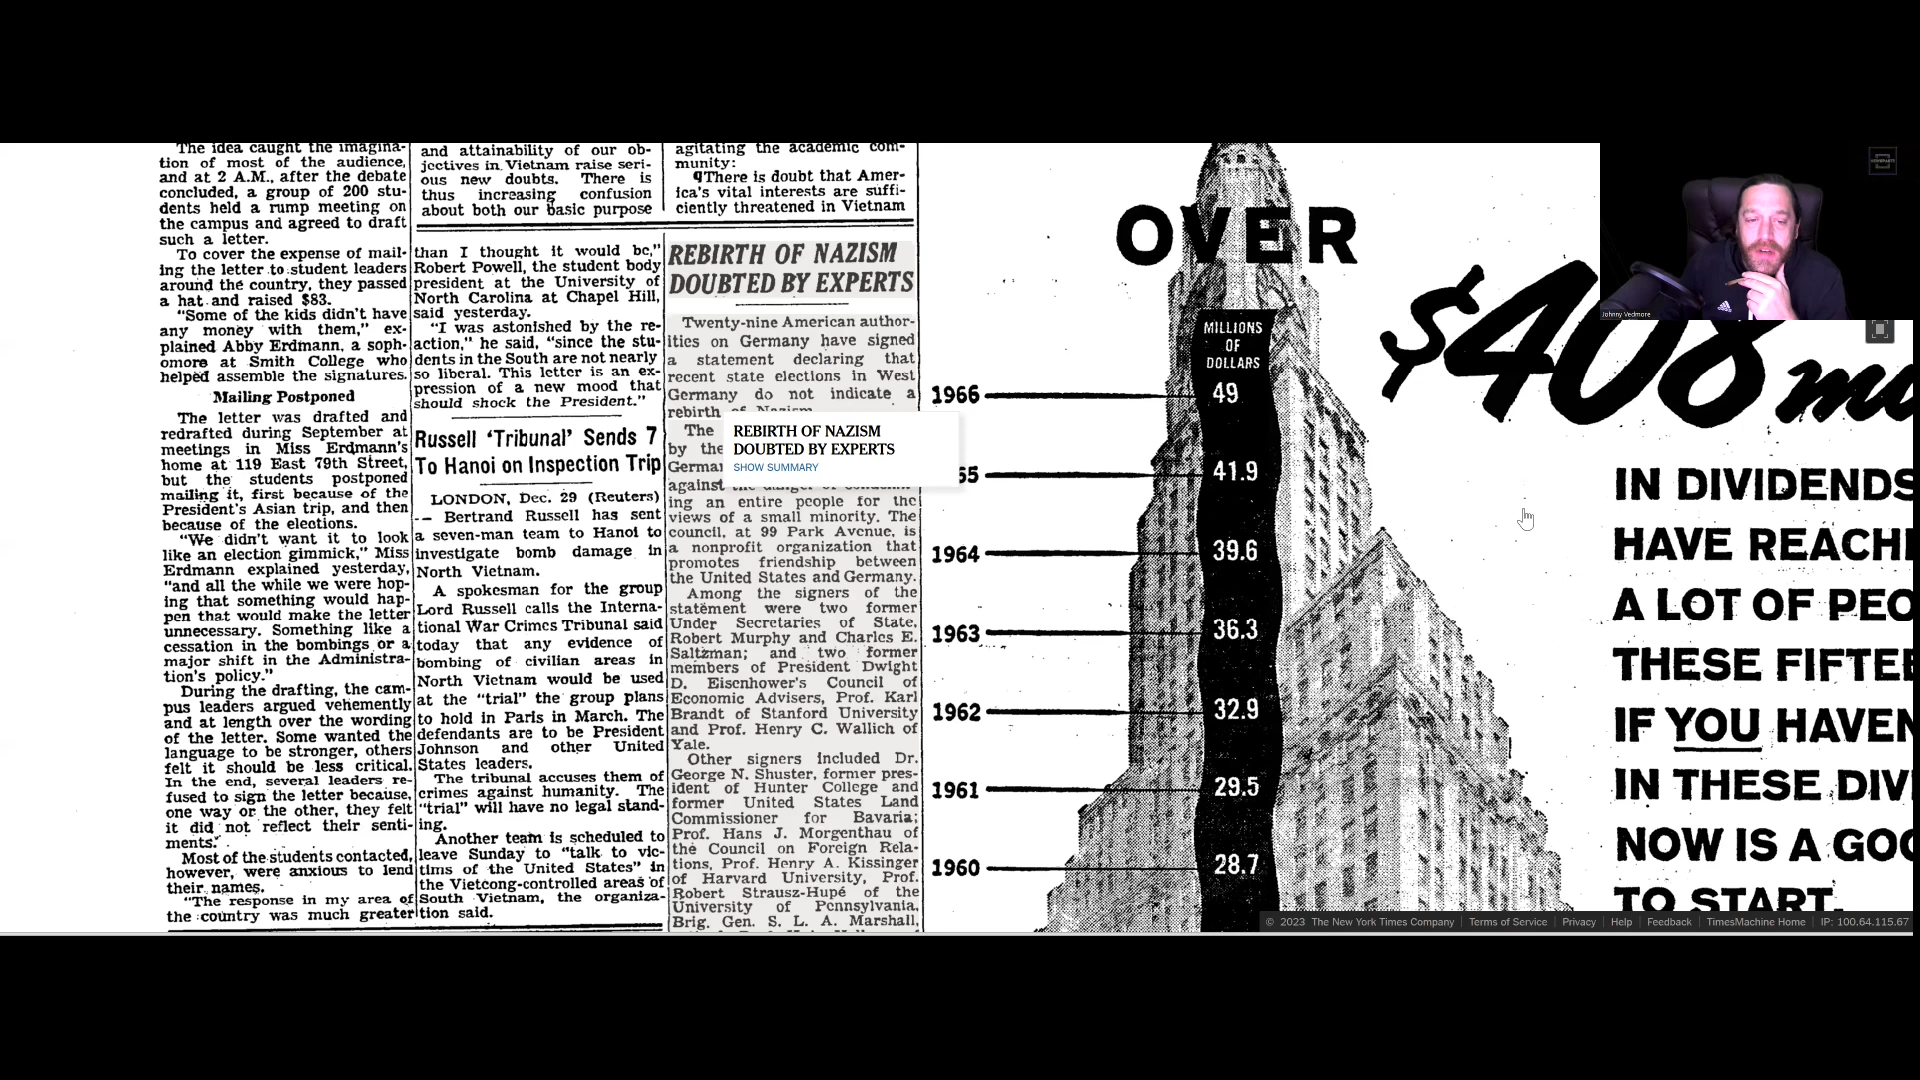 The idea caught the imagina-
tion of most of the audience,
and at 2 A.M., after the debate
concluded, a group of 200 stu-
dents held a rump meeting on
the campus and agreed to draft
such a letter.
To cover the expense of mail-
ing the letter to student leaders
around the country, they passed
a hat and raised $83.
“Some of the kids didn’t have
any money with them,” ex-
plained Abby Erdmann, a soph-
omore at Smith College who
helped assemble the signatures.
Mailing Postponed
The letter was drafted and
redrafted during September at
meetings in Miss Erdmann’s
home at 119 East 79th Street,
but the students postponed
mailing it, first because of the
President’s Asian trip, and then
because of the elections.
“We didn’t want it to look
like an election gimmick,” Miss
Erdmann explained yesterday,
“and all the while we were hop-
ing that something would hap-
pen that would make the letter
unnecessary. Something like a
cessation in the bombings or a
major shift in the Administra-
tion’s policy.”
During the drafting, the cam-
pus leaders argued vehemently
and at length over the wording
of the letter. Some wanted the
language to be stronger, others
felt it should be less critical.
In the end, several leaders re-
fused to sign the letter because,
one way or the other, they felt
it did not reflect their senti-
ments.
Most of the students contacted,
however, were anxious to lend
their names.
“The response in my area of
the country was much greater
and attainability of our ob-
jectives in Vietnam raise seri-
ous new doubts. There is
thus increasing confusion
about both our basic purpose
agitating the academic com-
munity:
¶There is doubt that Amer-
ica’s vital interests are suffi-
ciently threatened in Vietnam
than I thought it would be,”
Robert Powell, the student body
president at the University of
North Carolina at Chapel Hill,
said yesterday.
“I was astonished by the re-
action,” he said, “since the stu-
dents in the South are not nearly
so liberal. This letter is an ex-
pression of a new mood that
should shock the President.”
Russell ‘Tribunal’ Sends 7
To Hanoi on Inspection Trip
LONDON, Dec. 29 (Reuters)
— Bertrand Russell has sent
a seven-man team to Hanoi to
investigate bomb damage in
North Vietnam.
A spokesman for the group
Lord Russell calls the Interna-
tional War Crimes Tribunal said
today that any evidence of
bombing of civilian areas in
North Vietnam would be used
at the “trial” the group plans
to hold in Paris in March. The
defendants are to be President
Johnson and other United
States leaders.
The tribunal accuses them of
crimes against humanity. The
“trial” will have no legal stand-
ing.
Another team is scheduled to
leave Sunday to “talk to vic-
tims of the United States” in
the Vietcong-controlled areas of
South Vietnam, the organiza-
tion said.
REBIRTH OF NAZISM
DOUBTED BY EXPERTS
Twenty-nine American author-
ities on Germany have signed
a statement declaring that
recent state elections in West
Germany do not indicate a
rebirth of Nazism.
The
by the
Germa
against
ing an entire people for the
views of a small minority. The
council, at 99 Park Avenue, is
a nonprofit organization that
promotes friendship between
the United States and Germany.
Among the signers of the
statement were two former
Under Secretaries of State,
Robert Murphy and Charles E.
Saltzman; and two former
members of President Dwight
D. Eisenhower’s Council of
Economic Advisers, Prof. Karl
Brandt of Stanford University
and Prof. Henry C. Wallich of
Yale.
Other signers included Dr.
George N. Shuster, former pres-
ident of Hunter College and
former United States Land
Commissioner for Bavaria;
Prof. Hans J. Morgenthau of
the Council on Foreign Rela-
tions, Prof. Henry A. Kissinger
of Harvard University, Prof.
Robert Strausz-Hupé of the
University of Pennsylvania,
Brig. Gen. S. L. A. Marshall,
REBIRTH OF NAZISM
DOUBTED BY EXPERTS
SHOW SUMMARY
OVER
$408 m
MILLIONS
OF
DOLLARS
1966 49
65 41.9
1964 39.6
1963 36.3
1962 32.9
1961 29.5
1960 28.7
IN DIVIDENDS
HAVE REACH
A LOT OF PEO
THESE FIFTEE
IF YOU HAVEN
IN THESE DIV
NOW IS A GOO
TO START.
Johnny Vedmore
© 2023 The New York Times Company Terms of Service Privacy Help Feedback TimesMachine Home IP: 100.64.115.67